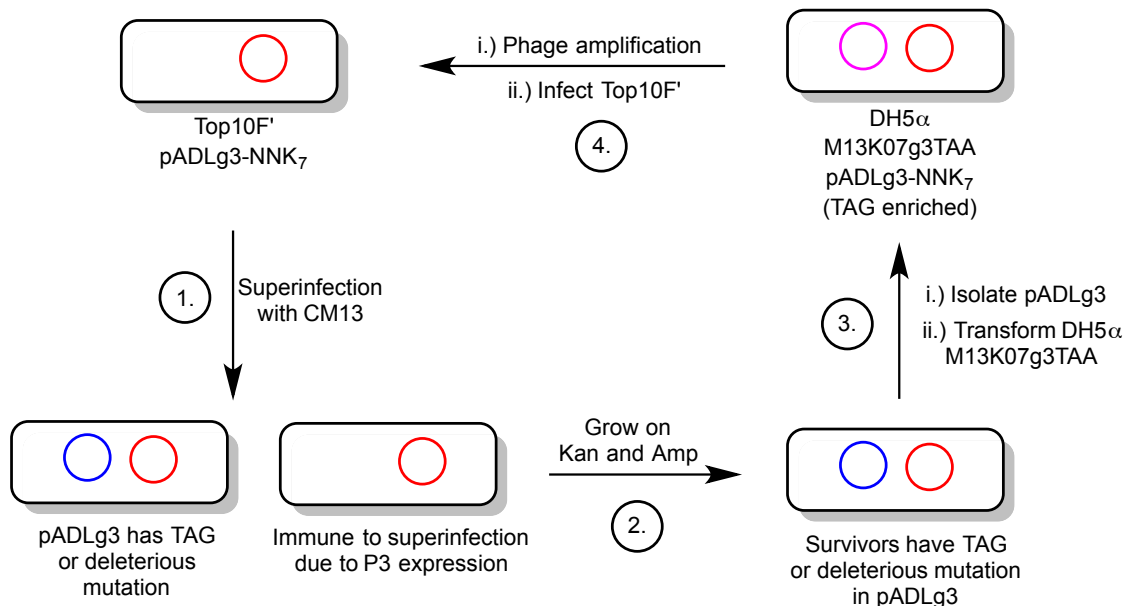 i.) Phage amplification
ii.) Infect Top10F'
4.
Top10F'
pADLg3-NNK7
DH5α
M13K07g3TAA
pADLg3-NNK7
(TAG enriched)
1.
Superinfection
with CM13
3.
i.) Isolate pADLg3
ii.) Transform DH5α
M13K07g3TAA
pADLg3 has TAG
or deleterious
mutation
Immune to superinfection
due to P3 expression
Grow on
Kan and Amp
2.
Survivors have TAG
or deleterious mutation
in pADLg3